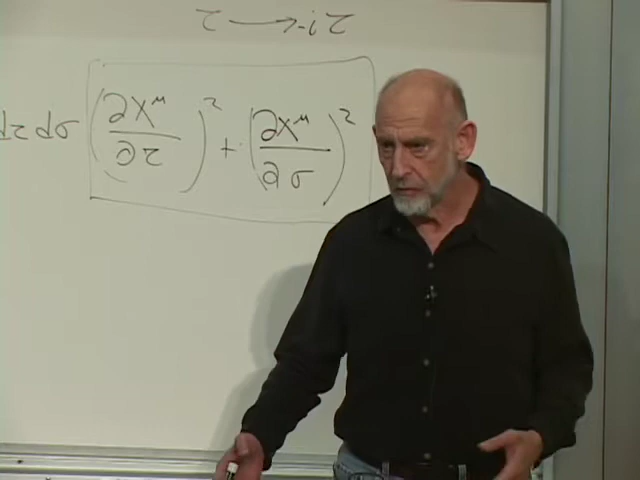 τ → -iτ
dτ dσ (∂X^μ/∂τ)² + (∂X^μ/∂σ)²